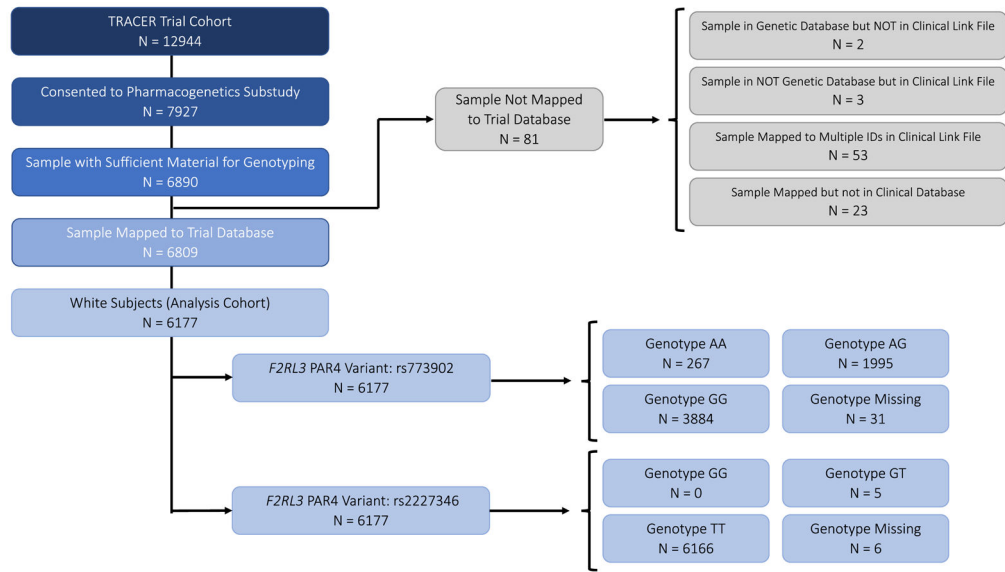 TRACER Trial Cohort
N = 12944
Consented to Pharmacogenetics Substudy
N = 7927
Sample with Sufficient Material for Genotyping
N = 6890
Sample Mapped to Trial Database
N = 6809
White Subjects (Analysis Cohort)
N = 6177
Sample Not Mapped
to Trial Database
N = 81
Sample in Genetic Database but NOT in Clinical Link File
N = 2
Sample in NOT Genetic Database but in Clinical Link File
N = 3
Sample Mapped to Multiple IDs in Clinical Link File
N = 53
Sample Mapped but not in Clinical Database
N = 23
F2RL3 PAR4 Variant: rs773902
N = 6177
Genotype AA
N = 267
Genotype AG
N = 1995
Genotype GG
N = 3884
Genotype Missing
N = 31
F2RL3 PAR4 Variant: rs2227346
N = 6177
Genotype GG
N = 0
Genotype GT
N = 5
Genotype TT
N = 6166
Genotype Missing
N = 6